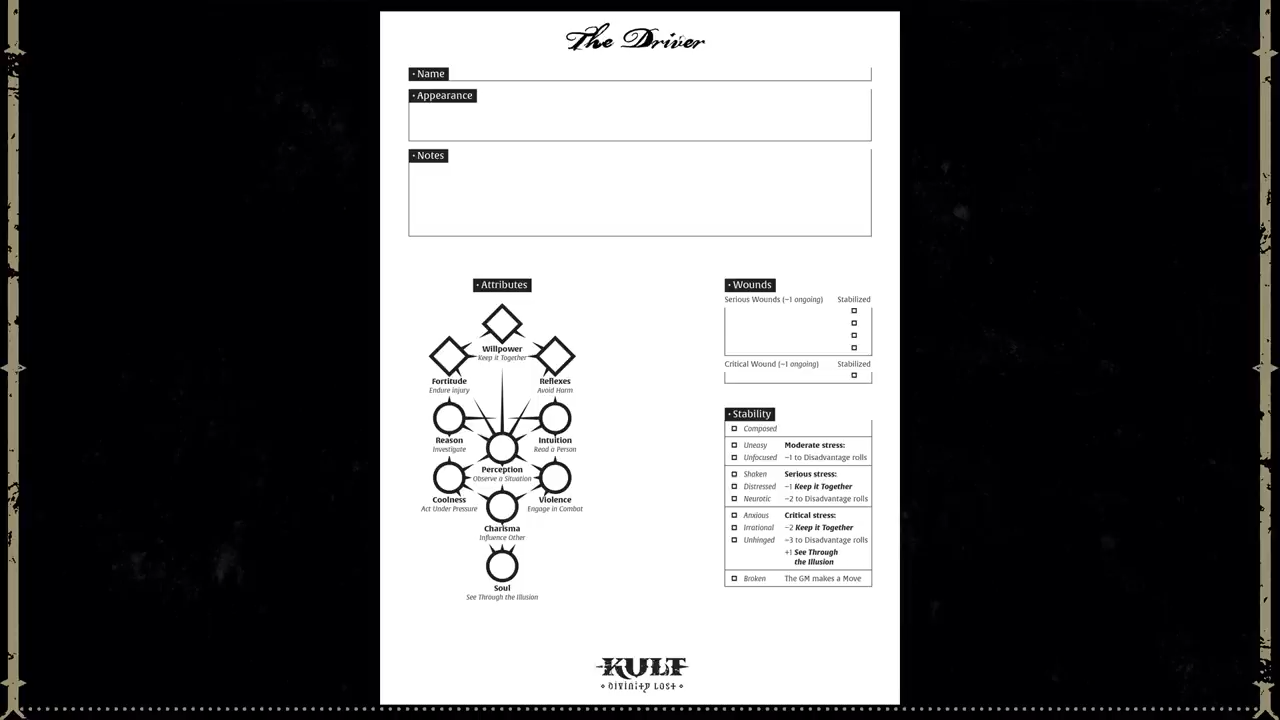 The Driver
• Name
• Appearance
• Notes
• Attributes
Willpower
Keep it Together
Fortitude
Endure injury
Reflexes
Avoid Harm
Reason
Investigate
Intuition
Read a Person
Perception
Observe a Situation
Coolness
Act Under Pressure
Violence
Engage in Combat
Charisma
Influence Other
Soul
See Through the Illusion
• Wounds
Serious Wounds (−1 ongoing) Stabilized
Critical Wound (−1 ongoing) Stabilized
• Stability
Composed
Uneasy Moderate stress:
Unfocused −1 to Disadvantage rolls
Shaken Serious stress:
Distressed −1 Keep it Together
Neurotic −2 to Disadvantage rolls
Anxious Critical stress:
Irrational −2 Keep it Together
Unhinged −3 to Disadvantage rolls
+1 See Through
the Illusion
Broken The GM makes a Move
KULT
• DIVINITY LOST •